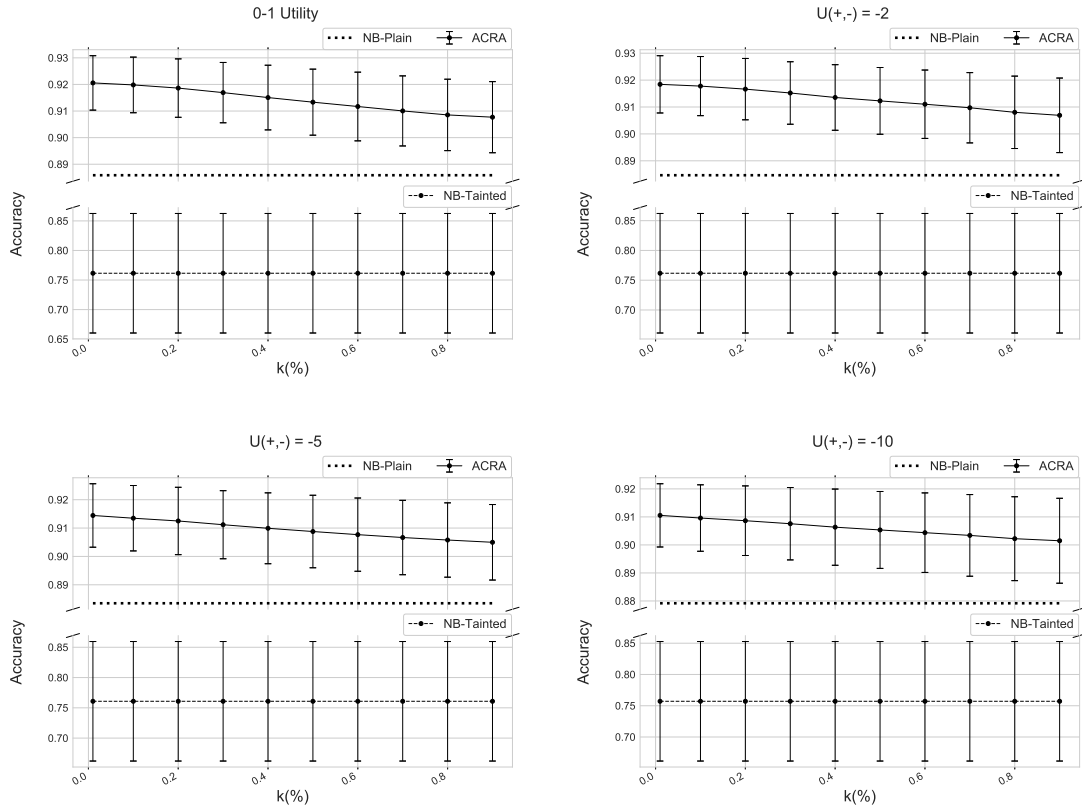 0-1 Utility
NB-Plain ACRA
0.93
0.92
0.91
0.90
0.89
NB-Tainted
0.85
0.80
0.75
0.70
0.65
Accuracy
0.0 0.2 0.4 0.6 0.8
k(%)
U(+,-) = -2
NB-Plain ACRA
0.93
0.92
0.91
0.90
0.89
NB-Tainted
0.85
0.80
0.75
0.70
Accuracy
0.0 0.2 0.4 0.6 0.8
k(%)
U(+,-) = -5
NB-Plain ACRA
0.92
0.91
0.90
0.89
NB-Tainted
0.85
0.80
0.75
0.70
Accuracy
0.0 0.2 0.4 0.6 0.8
k(%)
U(+,-) = -10
NB-Plain ACRA
0.92
0.91
0.90
0.89
0.88
NB-Tainted
0.85
0.80
0.75
0.70
Accuracy
0.0 0.2 0.4 0.6 0.8
k(%)